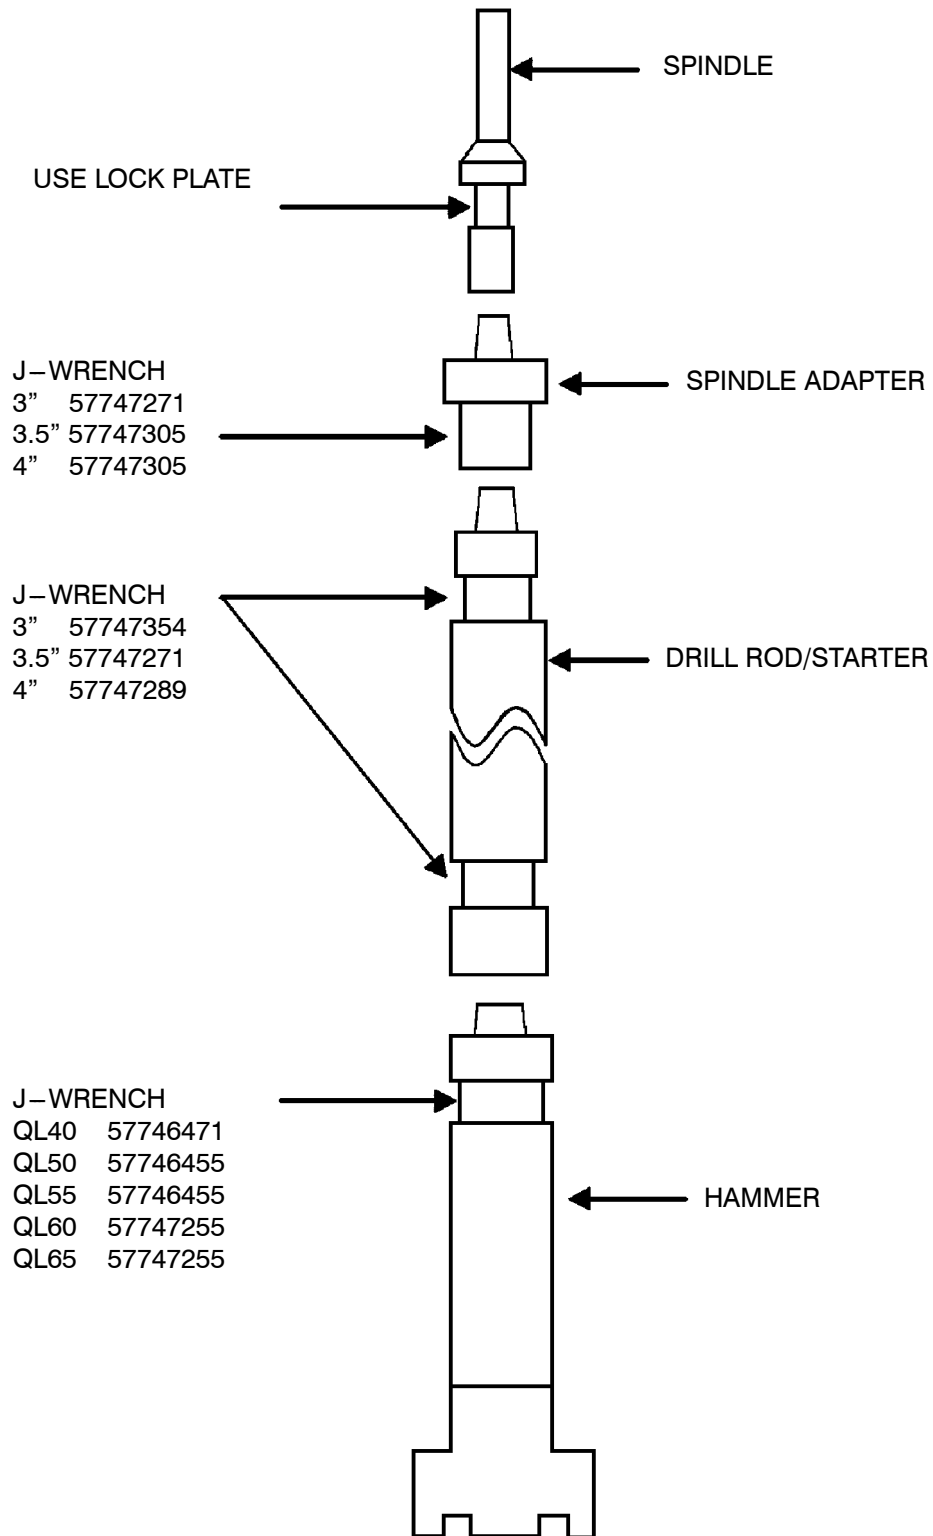 SPINDLE
USE LOCK PLATE
J–WRENCH
3” 57747271
3.5” 57747305
4” 57747305
SPINDLE ADAPTER
J–WRENCH
3” 57747354
3.5” 57747271
4” 57747289
DRILL ROD/STARTER
J–WRENCH
QL40 57746471
QL50 57746455
QL55 57746455
QL60 57747255
QL65 57747255
HAMMER